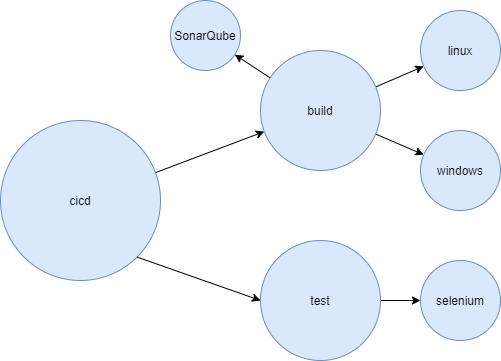 SonarQube
linux
build
windows
cicd
test
selenium